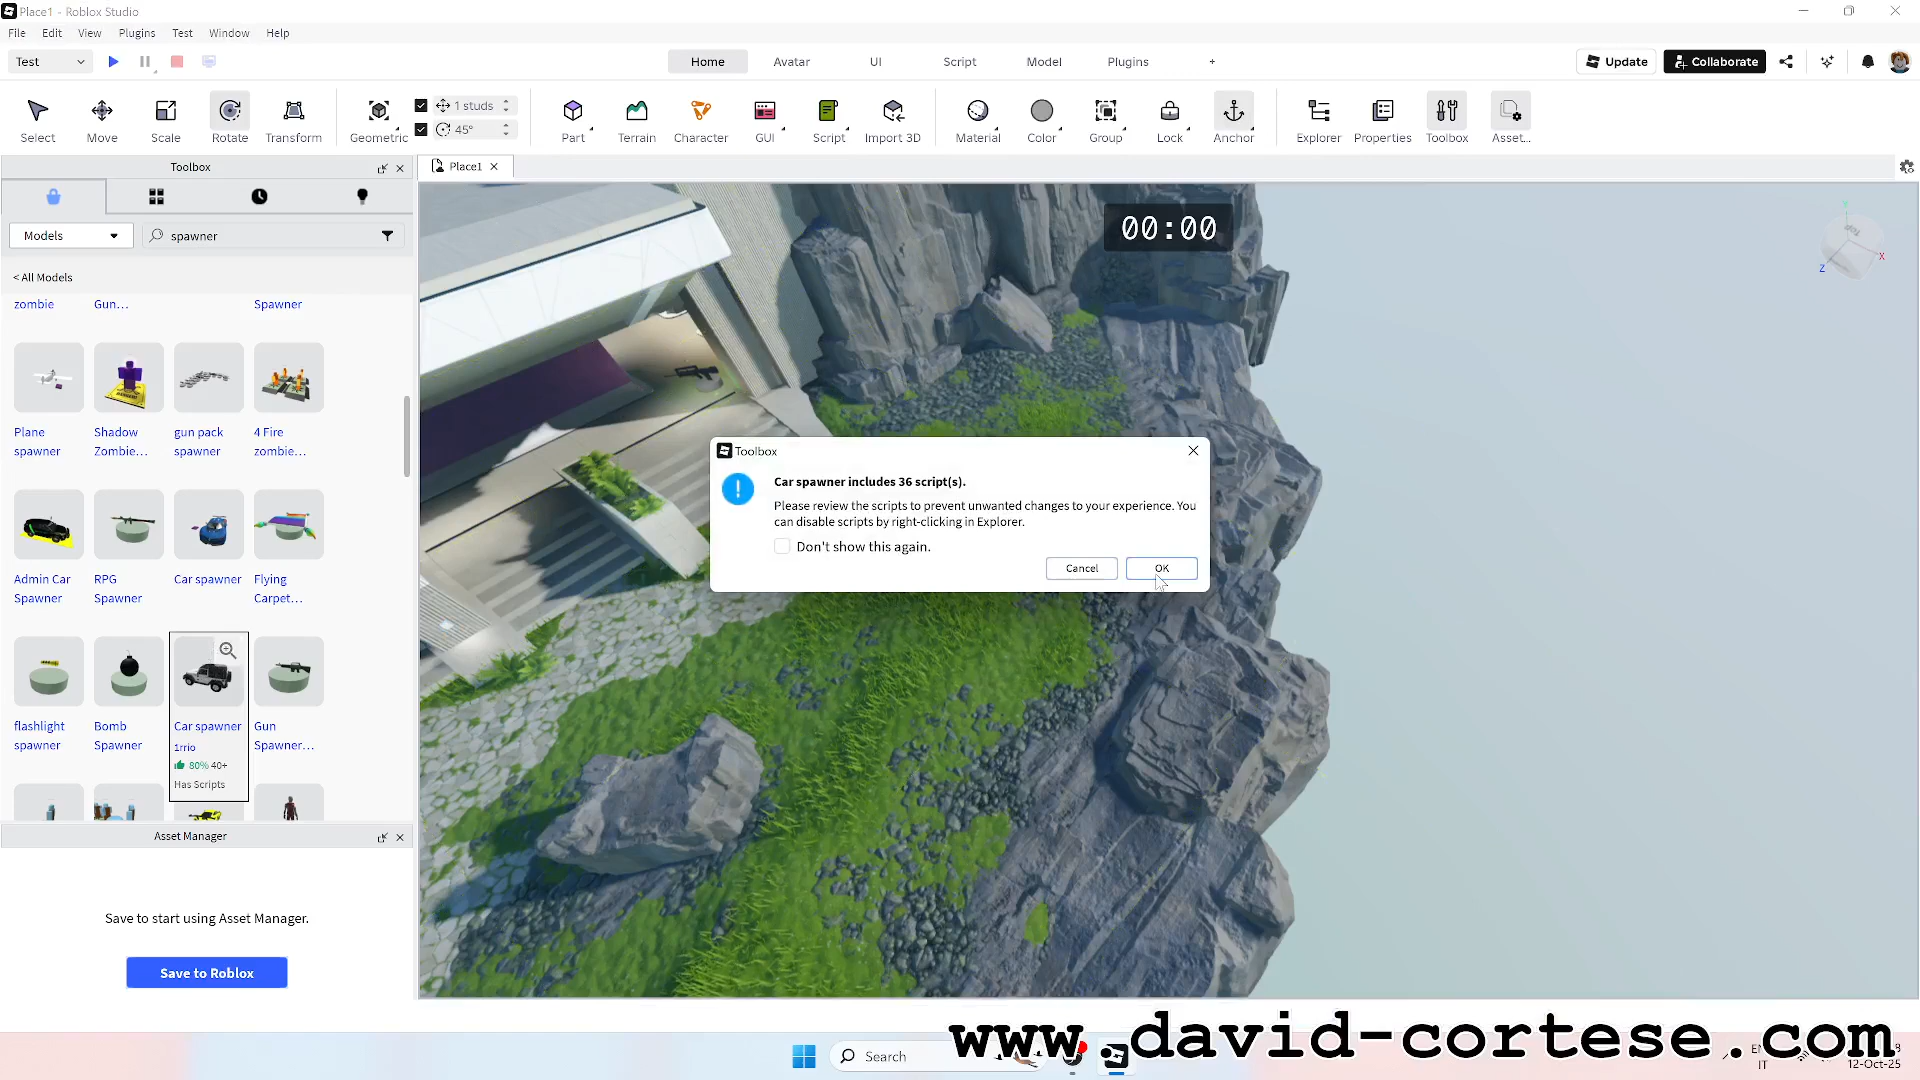 Place1 - Roblox Studio
File Edit View Plugins Test Window Help
Test Home Avatar UI Script Model Plugins + Update Collaborate
Select Move Scale Rotate Transform Geometric 1 studs 45° Part Terrain Character GUI Script Import 3D Material Color Group Lock Anchor Explorer Properties Toolbox Asset...
Toolbox
Place1
Models spawner
00:00
< All Models
zombie Gun... Spawner
Plane spawner
Shadow Zombie...
gun pack spawner
4 Fire zombie...
Admin Car Spawner
RPG Spawner
Car spawner
Flying Carpet...
flashlight spawner
Bomb Spawner
Car spawner
1rrio
80% 40+
Has Scripts
Gun Spawner...
Toolbox
Car spawner includes 36 script(s).
Please review the scripts to prevent unwanted changes to your experience. You
can disable scripts by right-clicking in Explorer.
Don't show this again.
Cancel OK
Top
Y
X
Z
Asset Manager
Save to start using Asset Manager.
Save to Roblox
www.david-cortese.com
Search
IT
12-Oct-25